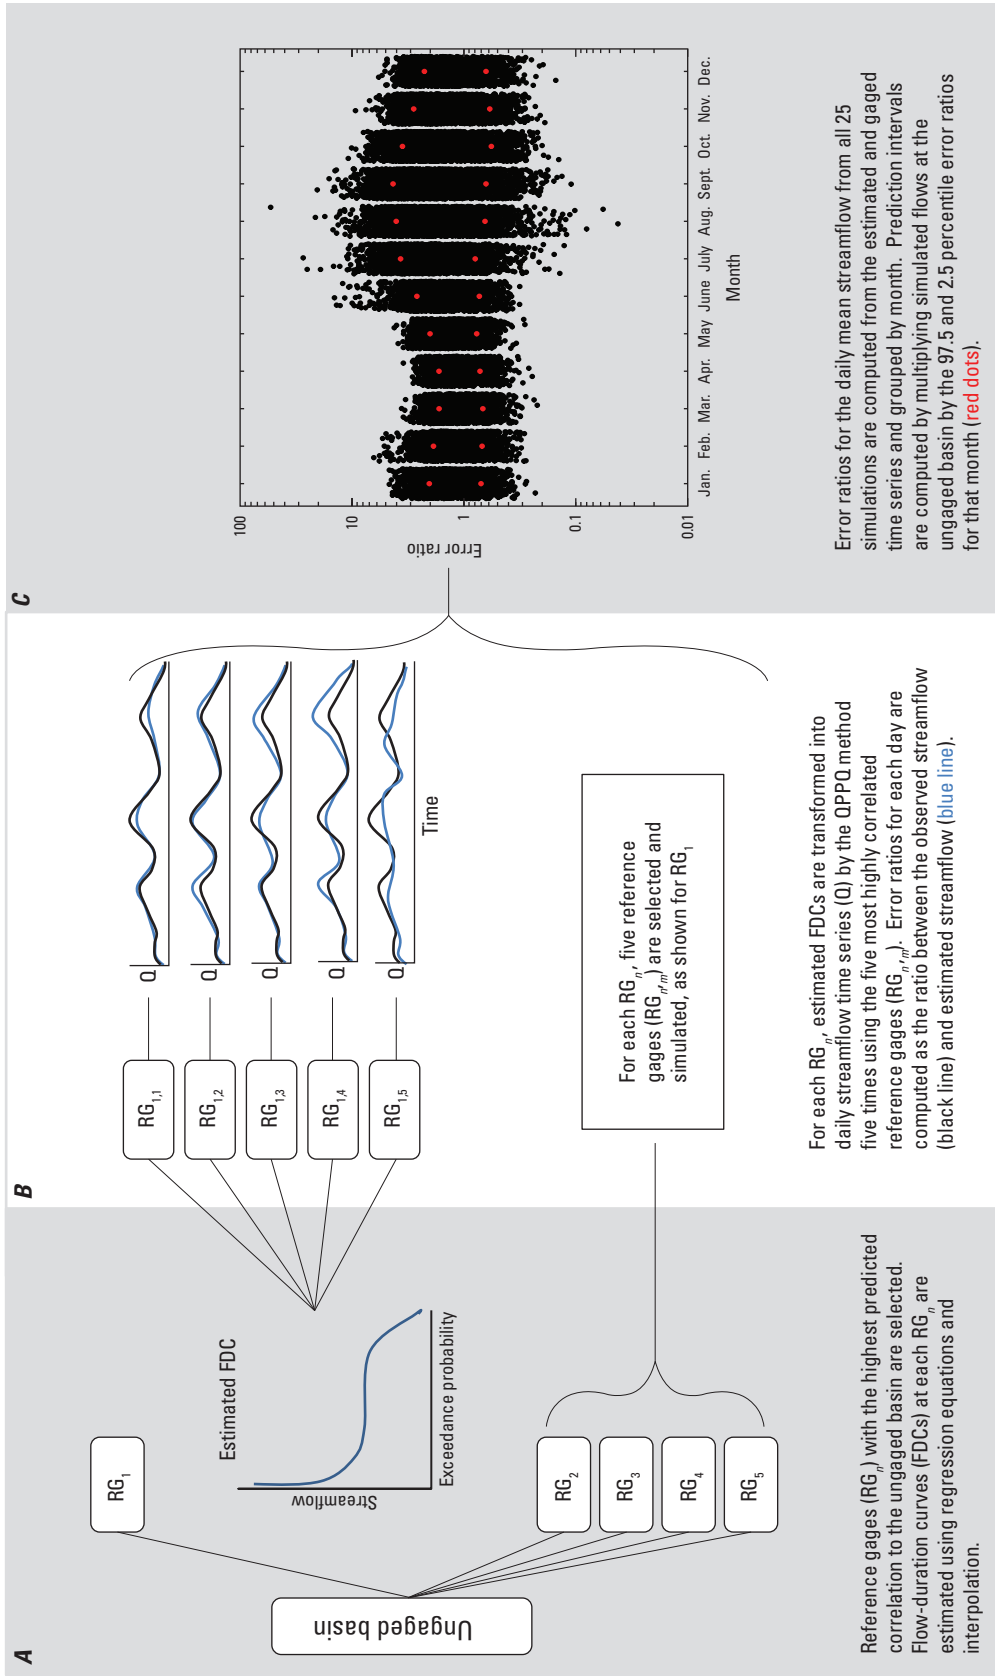 A
Ungaged basin
RG1
Estimated FDC
Streamflow
Exceedance probability
RG2
RG3
RG4
RG5
Reference gages (RGn) with the highest predicted
correlation to the ungaged basin are selected.
Flow-duration curves (FDCs) at each RGn are
estimated using regression equations and
interpolation.
B
RG1,1
RG1,2
RG1,3
RG1,4
RG1,5
Q
Q
Q
Q
Q
Time
For each RGn, five reference
gages (RGn,m) are selected and
simulated, as shown for RG1
For each RGn, estimated FDCs are transformed into
daily streamflow time series (Q) by the QPPQ method
five times using the five most highly correlated
reference gages (RGn,m). Error ratios for each day are
computed as the ratio between the observed streamflow
(black line) and estimated streamflow (blue line).
C
100
10
1
0.1
0.01
Error ratio
Jan. Feb. Mar. Apr. May June July Aug. Sept. Oct. Nov. Dec.
Month
Error ratios for the daily mean streamflow from all 25
simulations are computed from the estimated and gaged
time series and grouped by month. Prediction intervals
are computed by multiplying simulated flows at the
ungaged basin by the 97.5 and 2.5 percentile error ratios
for that month (red dots).